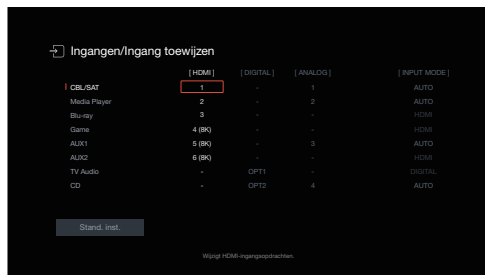 Ingangen/Ingang toewijzen
[ HDMI ] [ DIGITAL ] [ ANALOG ] [ INPUT MODE ]
CBL/SAT 1 - 1 AUTO
Media Player 2 - 2 AUTO
Blu-ray 3 - - HDMI
Game 4 (8K) - - HDMI
AUX1 5 (8K) - 3 AUTO
AUX2 6 (8K) - - HDMI
TV Audio - OPT1 - DIGITAL
CD - OPT2 4 AUTO
Stand. inst.
Wijzigt HDMI-ingangsopdrachten.